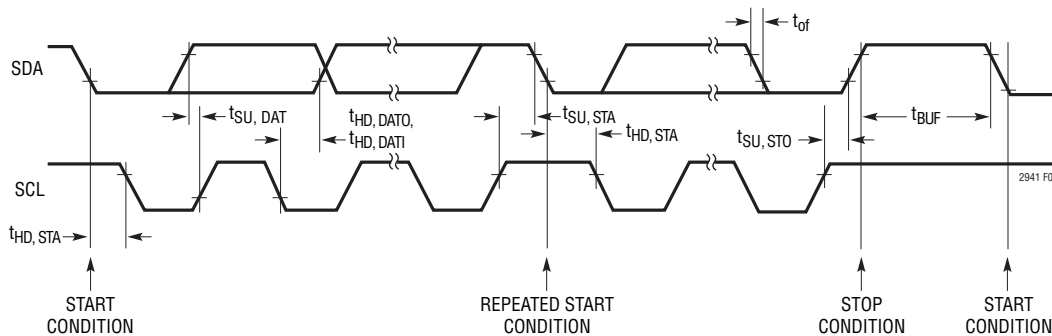 SDA
tof
tSU, DAT
tHD, DATO,
tHD, DATI
tSU, STA
tHD, STA
tSU, STO
tBUF
SCL
2941 F0
tHD, STA
START
CONDITION
REPEATED START
CONDITION
STOP
CONDITION
START
CONDITION